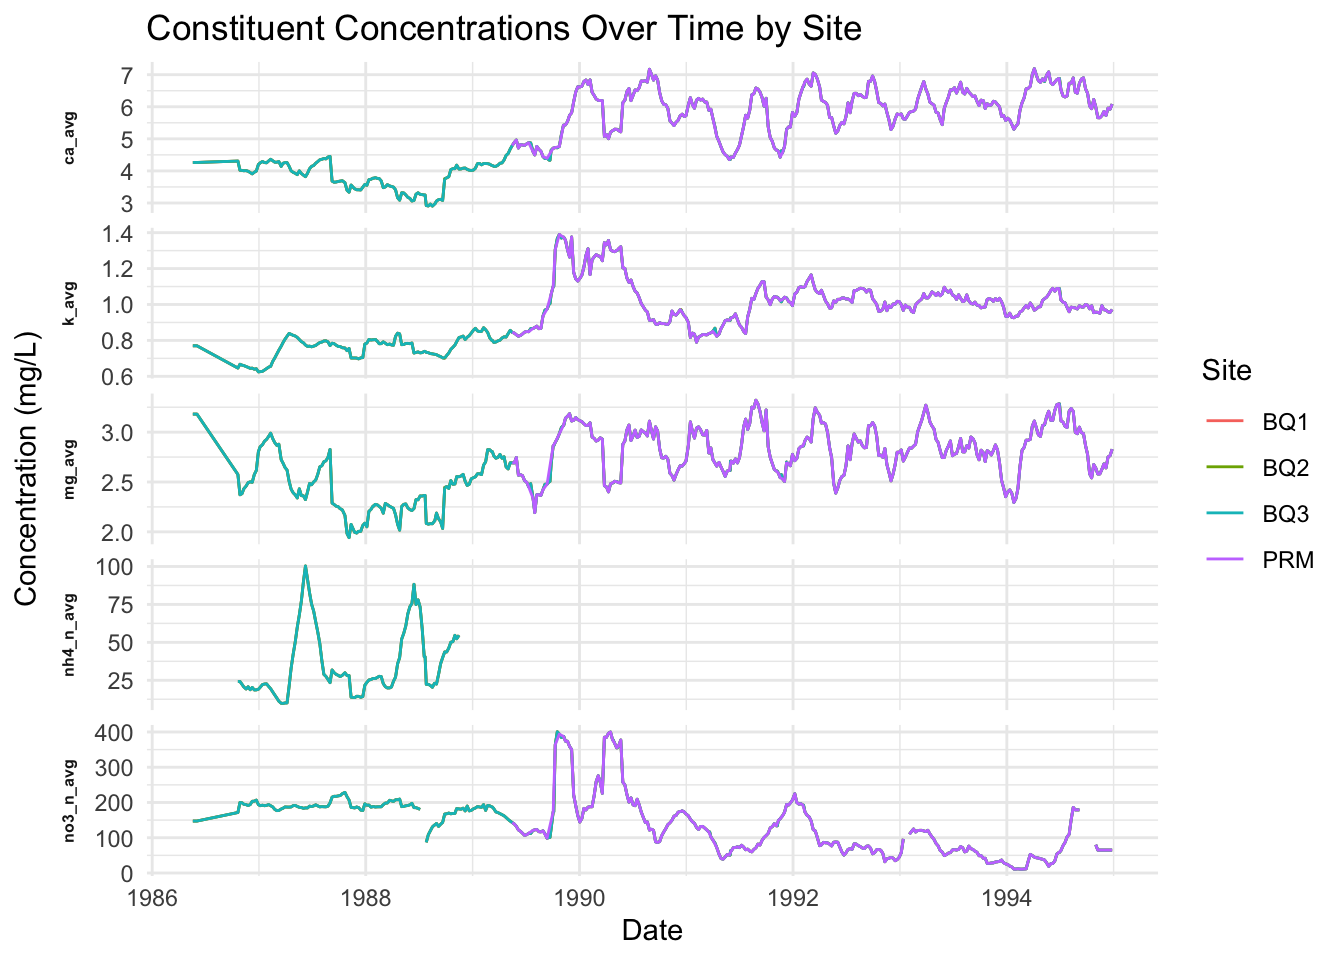 Constituent Concentrations Over Time by Site
Concentration (mg/L)
ca_avg
7
6
5
4
3
k_avg
1.4
1.2
1.0
0.8
0.6
mg_avg
3.0
2.5
2.0
nh4_n_avg
100
75
50
25
no3_n_avg
400
300
200
100
0
1986
1988
1990
1992
1994
Date
Site
BQ1
BQ2
BQ3
PRM